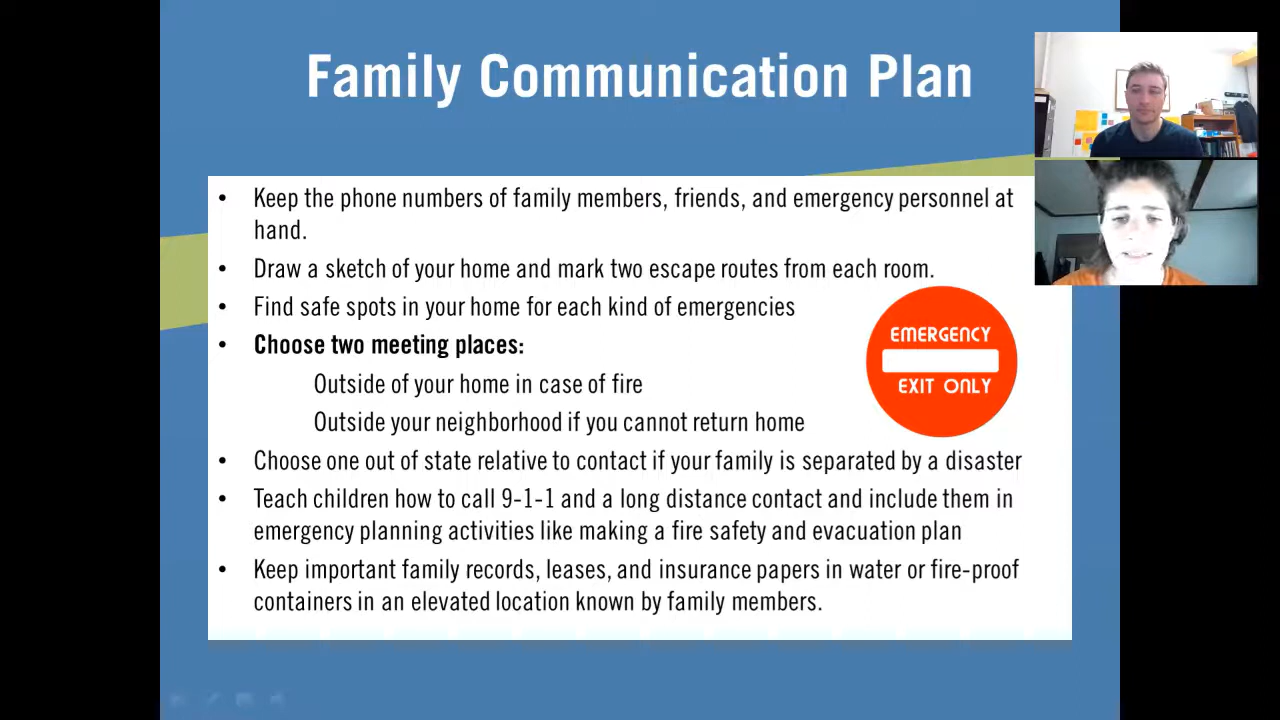 Family Communication Plan
• Keep the phone numbers of family members, friends, and emergency personnel at
hand.
• Draw a sketch of your home and mark two escape routes from each room.
• Find safe spots in your home for each kind of emergencies
• Choose two meeting places:
Outside of your home in case of fire
Outside your neighborhood if you cannot return home
• Choose one out of state relative to contact if your family is separated by a disaster
• Teach children how to call 9-1-1 and a long distance contact and include them in
emergency planning activities like making a fire safety and evacuation plan
• Keep important family records, leases, and insurance papers in water or fire-proof
containers in an elevated location known by family members.
EMERGENCY
EXIT ONLY